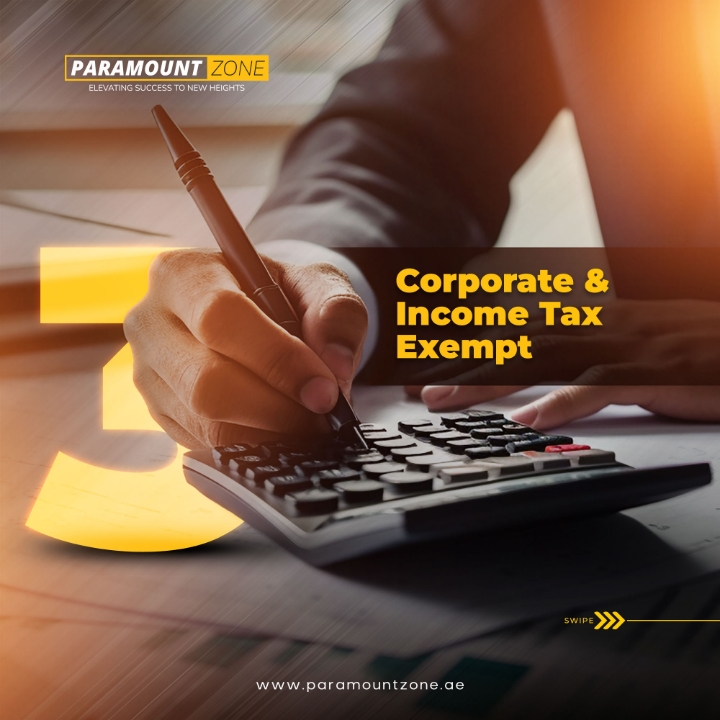 PARAMOUNT ZONE
ELEVATING SUCCESS TO NEW HEIGHTS
3
Corporate &
Income Tax
Exempt
SWIPE
www.paramountzone.ae